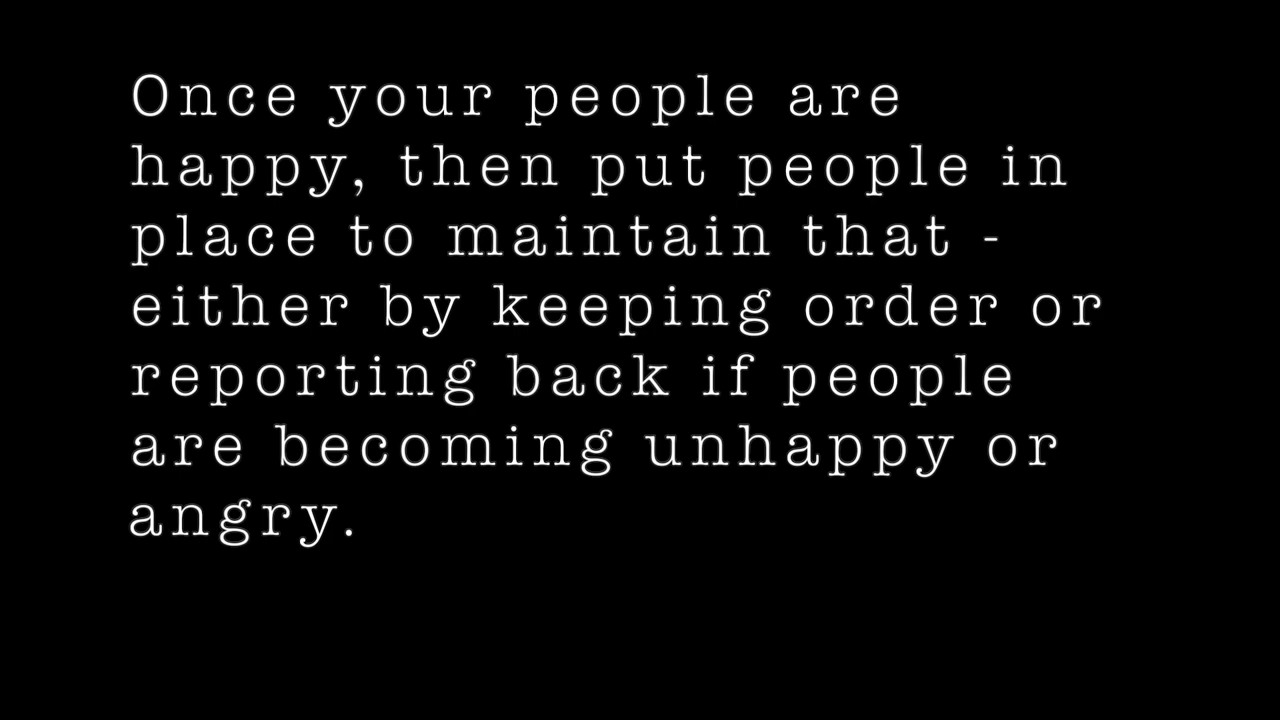 Once your people are
happy, then put people in
place to maintain that -
either by keeping order or
reporting back if people
are becoming unhappy or
angry.